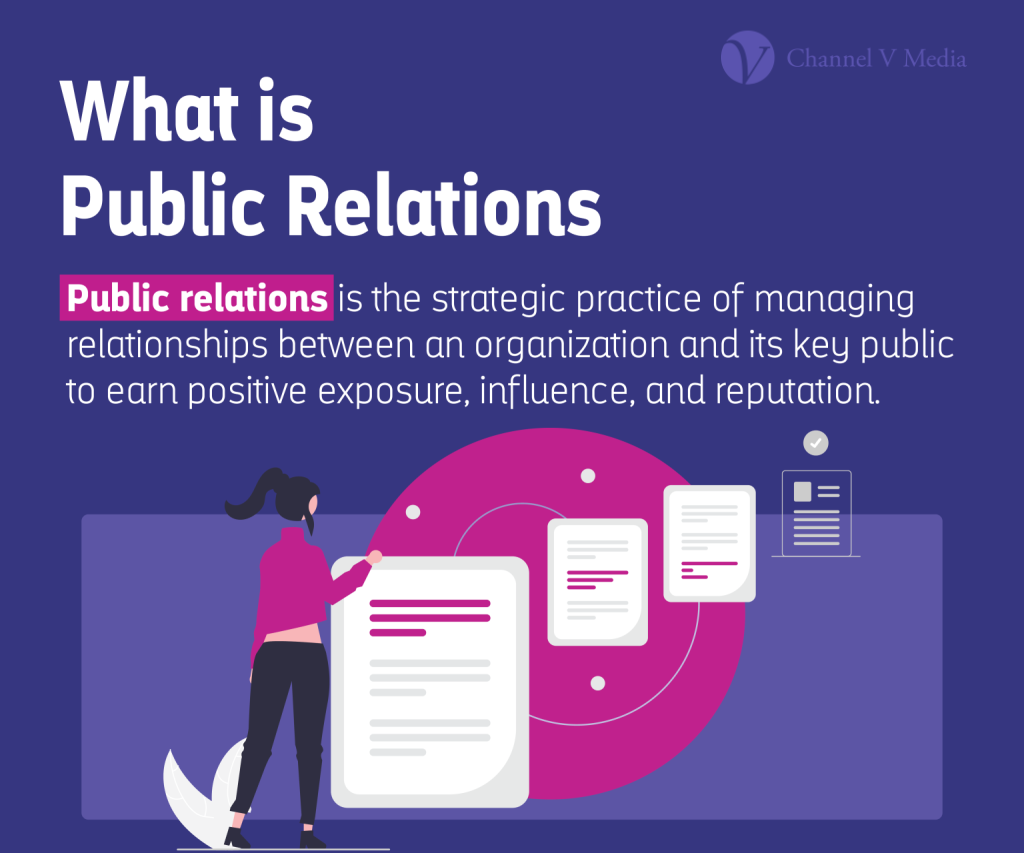 Channel V Media
What is
Public Relations
Public relations is the strategic practice of managing
relationships between an organization and its key public
to earn positive exposure, influence, and reputation.